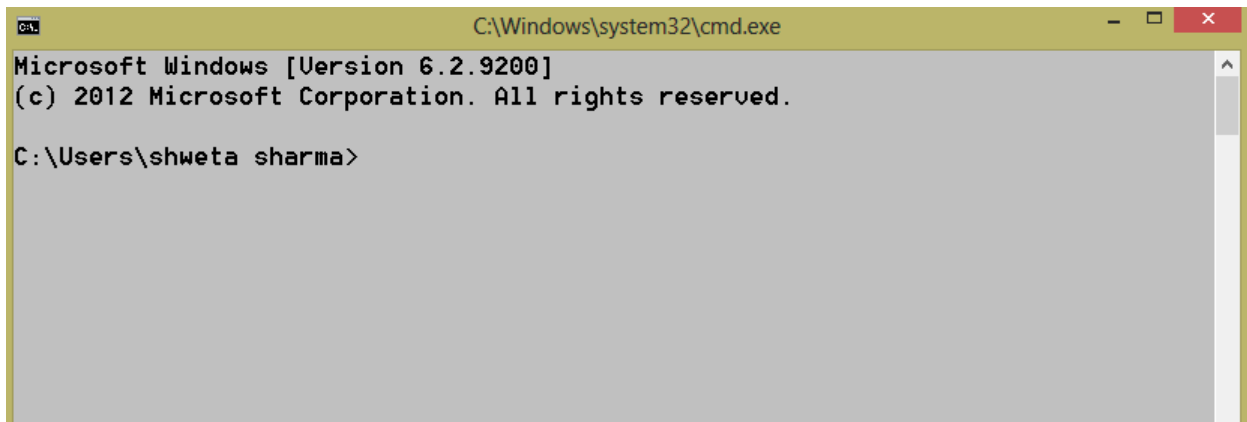 C:\Windows\system32\cmd.exe
Microsoft Windows [Version 6.2.9200]
(c) 2012 Microsoft Corporation. All rights reserved.
C:\Users\shweta sharma>